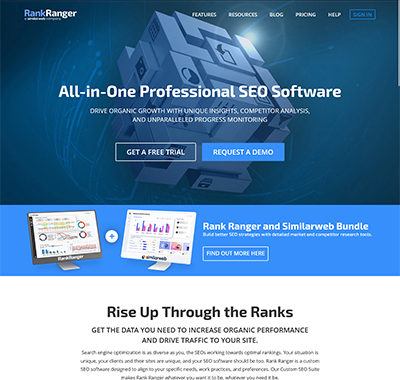 RankRanger
a similarweb company
FEATURES RESOURCES BLOG PRICING HELP SIGN IN
All-in-One Professional SEO Software
DRIVE ORGANIC GROWTH WITH UNIQUE INSIGHTS, COMPETITOR ANALYSIS,
AND UNPARALLELED PROGRESS MONITORING
GET A FREE TRIAL REQUEST A DEMO
Rank Ranger and Similarweb Bundle
Build better SEO strategies with detailed market and competitor research tools.
RankRanger + similarweb
FIND OUT MORE HERE
Rise Up Through the Ranks
GET THE DATA YOU NEED TO INCREASE ORGANIC PERFORMANCE
AND DRIVE TRAFFIC TO YOUR SITE.
Search engine optimization is as diverse as you, the SEOs working towards optimal rankings. Your situation is
unique, your clients and their sites are unique, and your SEO software should be too. Rank Ranger is a custom
SEO software designed to align to your specific needs, work practices, and preferences. Our Custom SEO Suite
makes Rank Ranger whatever you want it to be, whatever you need it be.